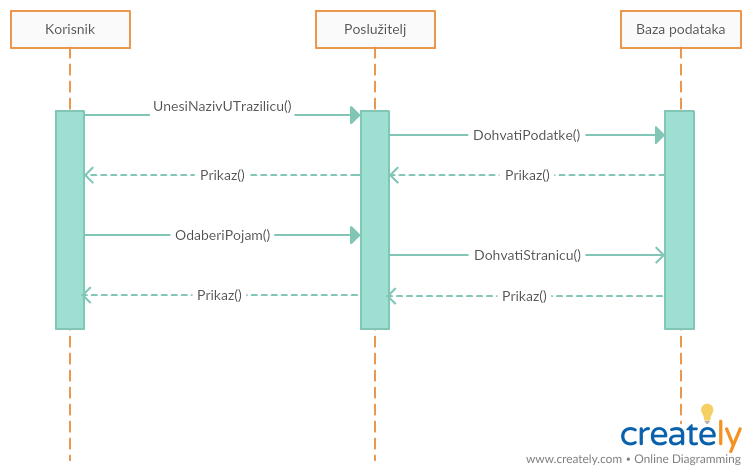 Korisnik
Poslužitelj
Baza podataka
UnesiNazivUTrazilicu()
DohvatiPodatke()
Prikaz()
Prikaz()
OdaberiPojam()
DohvatiStranicu()
Prikaz()
Prikaz()
creately
www.creately.com • Online Diagramming